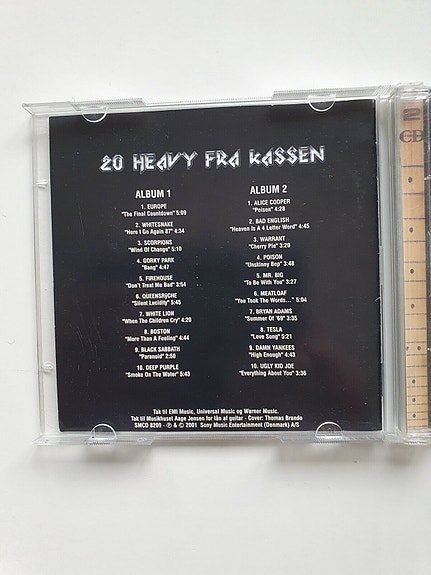 20 HEAVY FRA KASSEN
ALBUM 1
1. EUROPE
"The Final Countdown" 5:09
2. WHITESNAKE
"Here I Go Again 87" 4:34
3. SCORPIONS
"Wind Of Change" 5:10
4. GORKY PARK
"Bang" 4:47
5. FIREHOUSE
"Don't Treat Me Bad" 3:54
6. QUEENSRŸCHE
"Silent Lucidity" 5:45
7. WHITE LION
"When The Children Cry" 4:20
8. BOSTON
"More Than A Feeling" 4:44
9. BLACK SABBATH
"Paranoid" 2:50
10. DEEP PURPLE
"Smoke On The Water" 5:43
ALBUM 2
1. ALICE COOPER
"Poison" 4:28
2. BAD ENGLISH
"Heaven Is A 4 Letter Word" 4:45
3. WARRANT
"Cherry Pie" 3:20
4. POISON
"Unskinny Bop" 3:48
5. MR. BIG
"To Be With You" 3:27
6. MEATLOAF
"You Took The Words...." 5:04
7. BRYAN ADAMS
"Summer Of '69" 3:35
8. TESLA
"Love Song" 5:21
9. DAMN YANKEES
"High Enough" 4:43
10. UGLY KID JOE
"Everything About You" 3:36
Tak til EMI Music, Universal Music og Warner Music.
Tak til Musikhuset Aage Jensen for lån af guitar - Cover: Thomas Brando
SMCD 8209 - ℗ & © 2001 Sony Music Entertainment (Denmark) A/S
2
CD